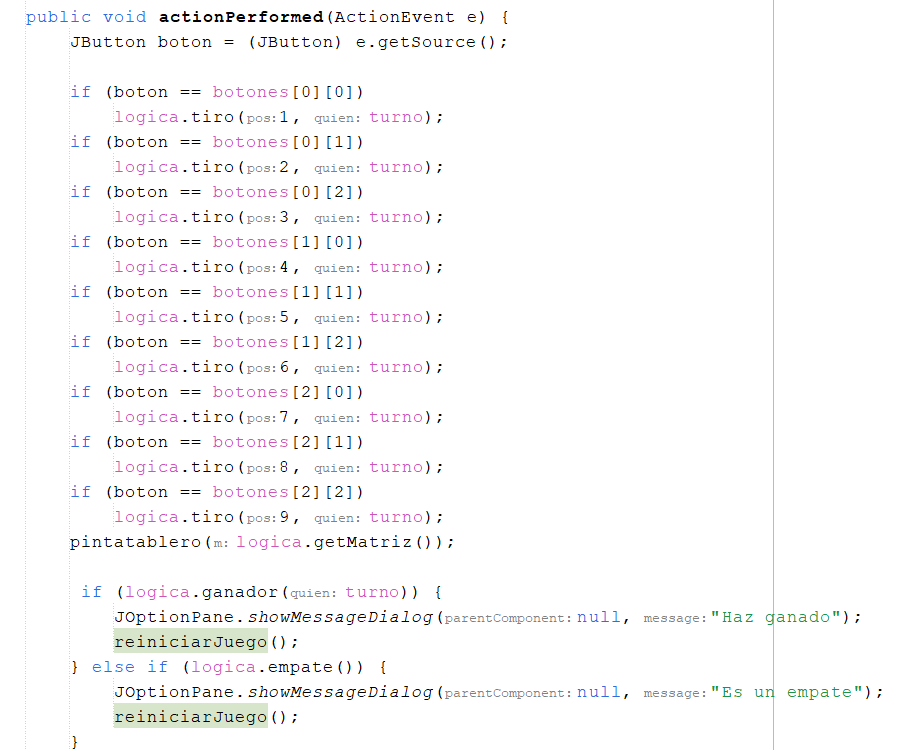 public void actionPerformed(ActionEvent e) {
JButton boton = (JButton) e.getSource();
if (boton == botones[0][0])
logica.tiro(pos: 1, quien: turno);
if (boton == botones[0][1])
logica.tiro(pos: 2, quien: turno);
if (boton == botones[0][2])
logica.tiro(pos: 3, quien: turno);
if (boton == botones[1][0])
logica.tiro(pos: 4, quien: turno);
if (boton == botones[1][1])
logica.tiro(pos: 5, quien: turno);
if (boton == botones[1][2])
logica.tiro(pos: 6, quien: turno);
if (boton == botones[2][0])
logica.tiro(pos: 7, quien: turno);
if (boton == botones[2][1])
logica.tiro(pos: 8, quien: turno);
if (boton == botones[2][2])
logica.tiro(pos: 9, quien: turno);
pintatablero(m: logica.getMatriz());
if (logica.ganador(quien: turno)) {
JOptionPane.showMessageDialog(parentComponent: null, message: "Haz ganado");
reiniciarJuego();
} else if (logica.empate()) {
JOptionPane.showMessageDialog(parentComponent: null, message: "Es un empate");
reiniciarJuego();
}